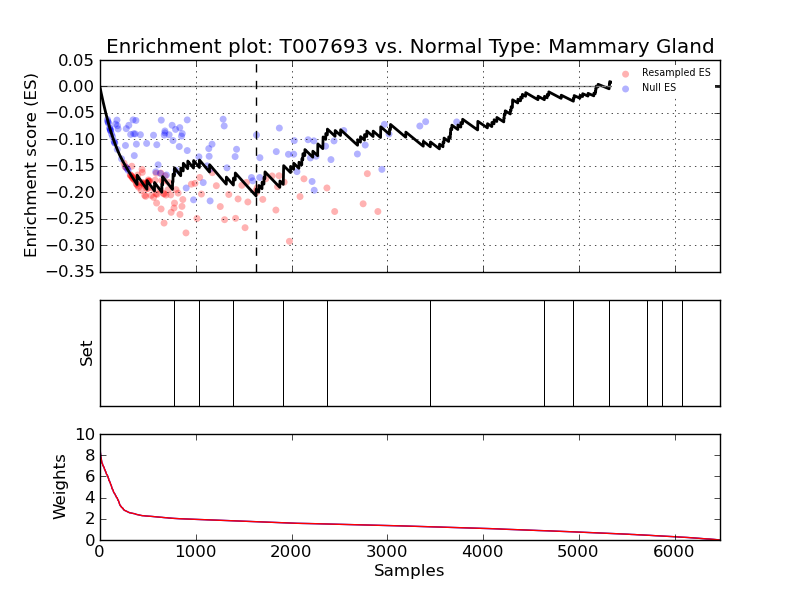 Enrichment plot: T007693 vs. Normal Type: Mammary Gland
Enrichment score (ES)
0.05
0.00
−0.05
−0.10
−0.15
−0.20
−0.25
−0.30
−0.35
Resampled ES
Null ES
Set
Weights
10
8
6
4
2
0
0 1000 2000 3000 4000 5000 6000
Samples